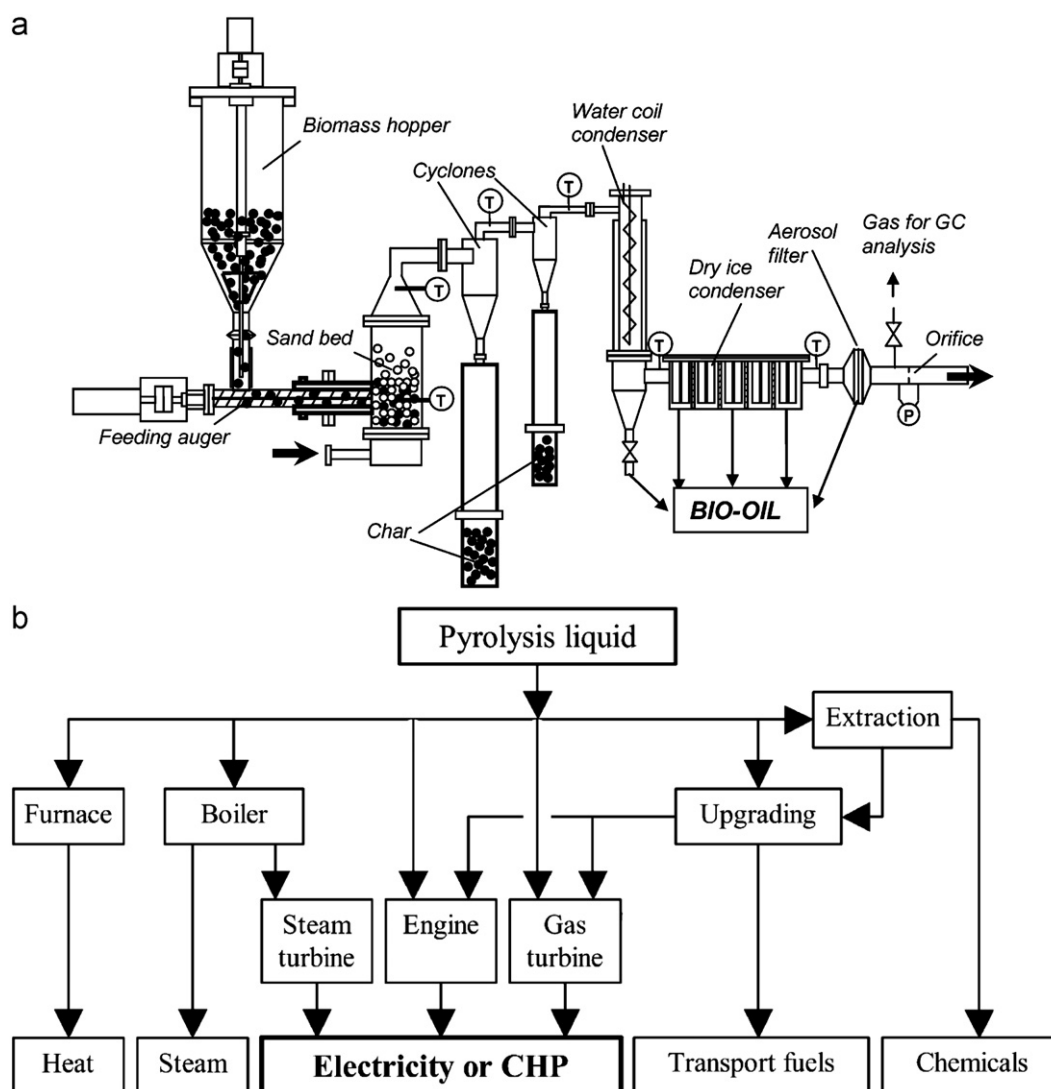 a
Biomass hopper
Cyclones
Water coil
condenser
T
T
Aerosol
filter
Gas for GC
analysis
Dry ice
condenser
T
Sand bed
T
T
Orifice
T
P
Feeding auger
Char
BIO-OIL
b
Pyrolysis liquid
Extraction
Furnace
Boiler
Upgrading
Steam
turbine
Engine
Gas
turbine
Heat
Steam
Electricity or CHP
Transport fuels
Chemicals